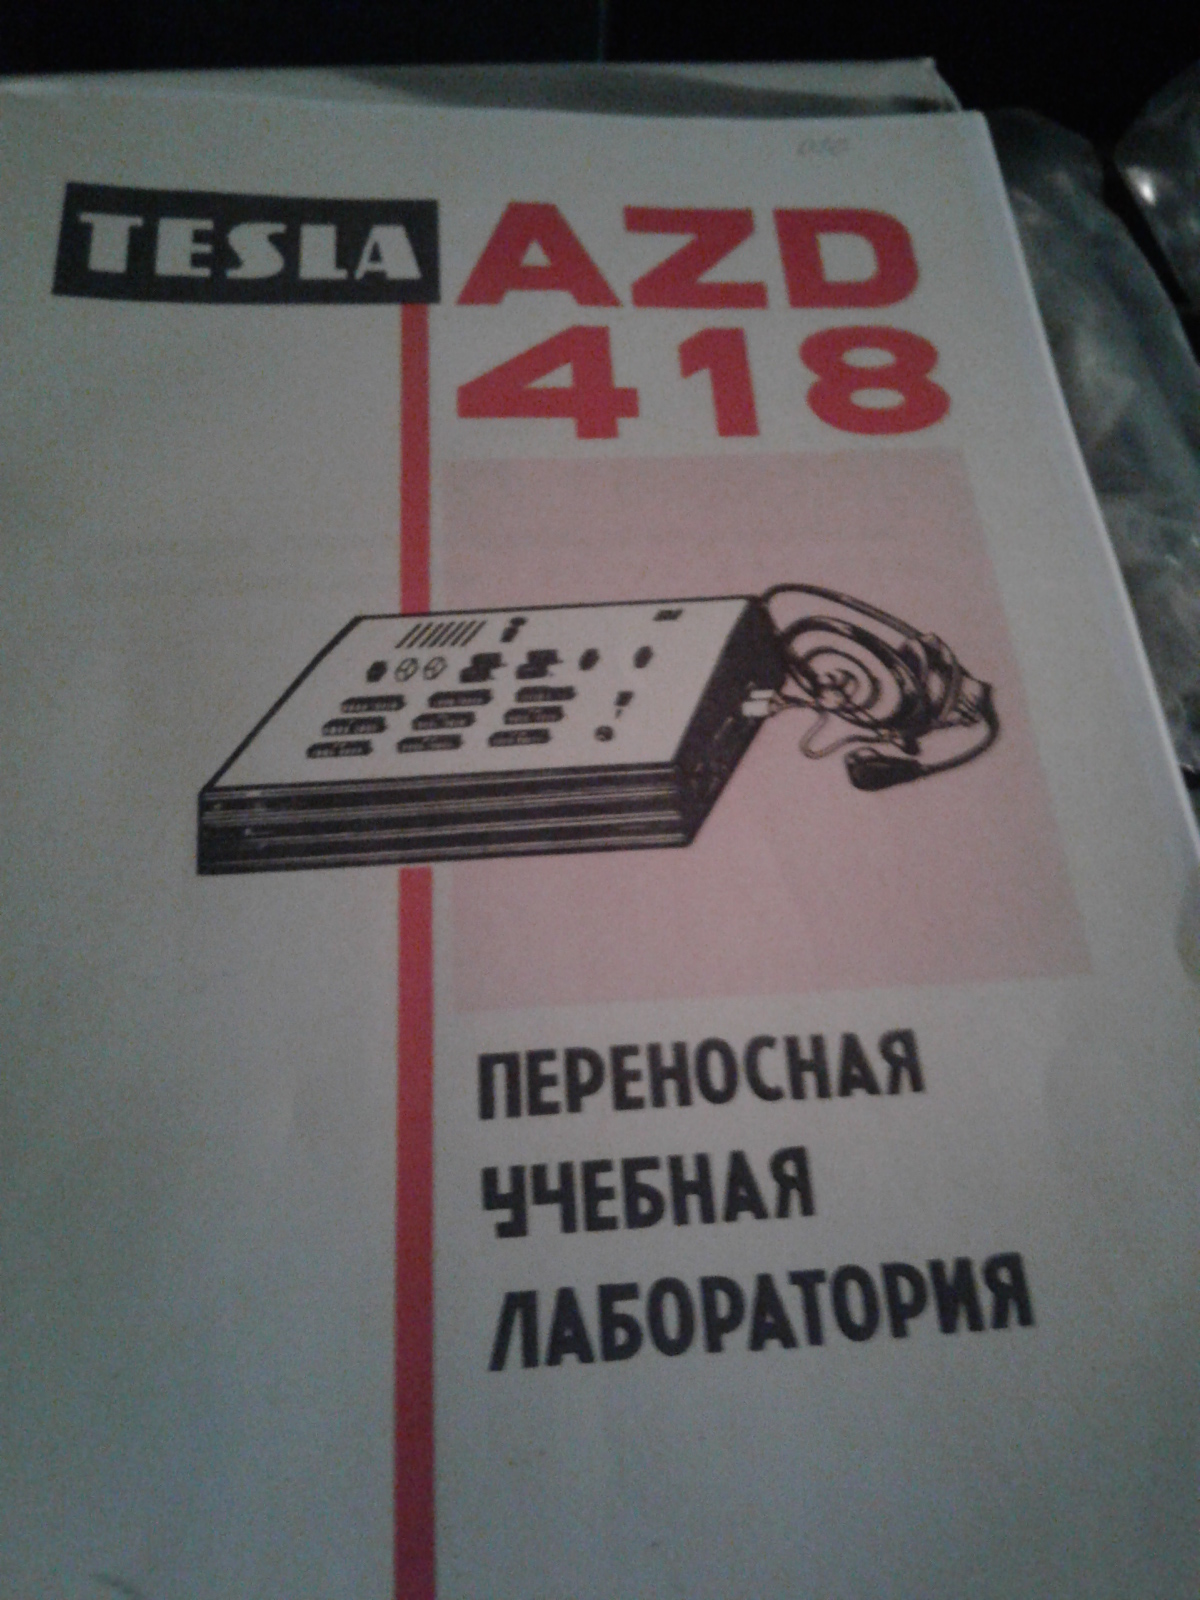 TESLA AZD
418
ПЕРЕНОСНАЯ
УЧЕБНАЯ
ЛАБОРАТОРИЯ